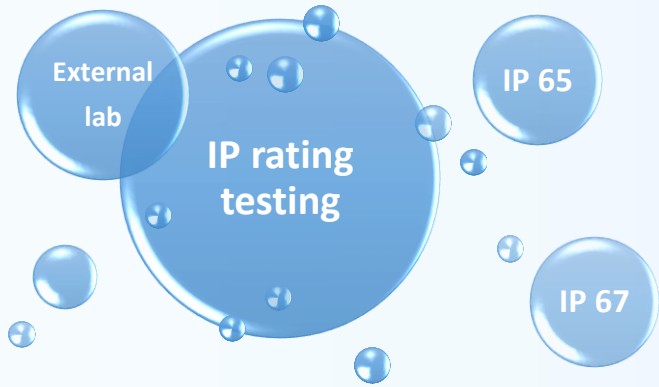 External
lab
IP rating
testing
IP 65
IP 67